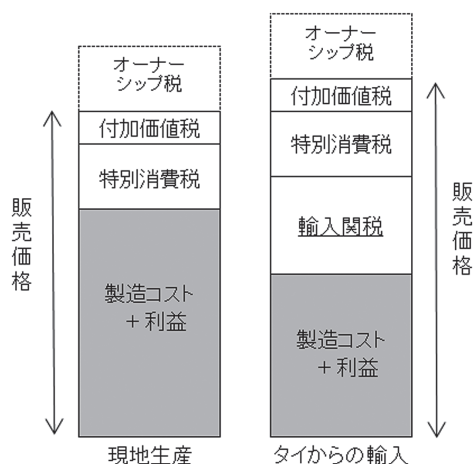 オーナー
シップ税
付加価値税
特別消費税
製造コスト
＋利益
販売価格
現地生産
オーナー
シップ税
付加価値税
特別消費税
輸入関税
製造コスト
＋利益
販売価格
タイからの輸入